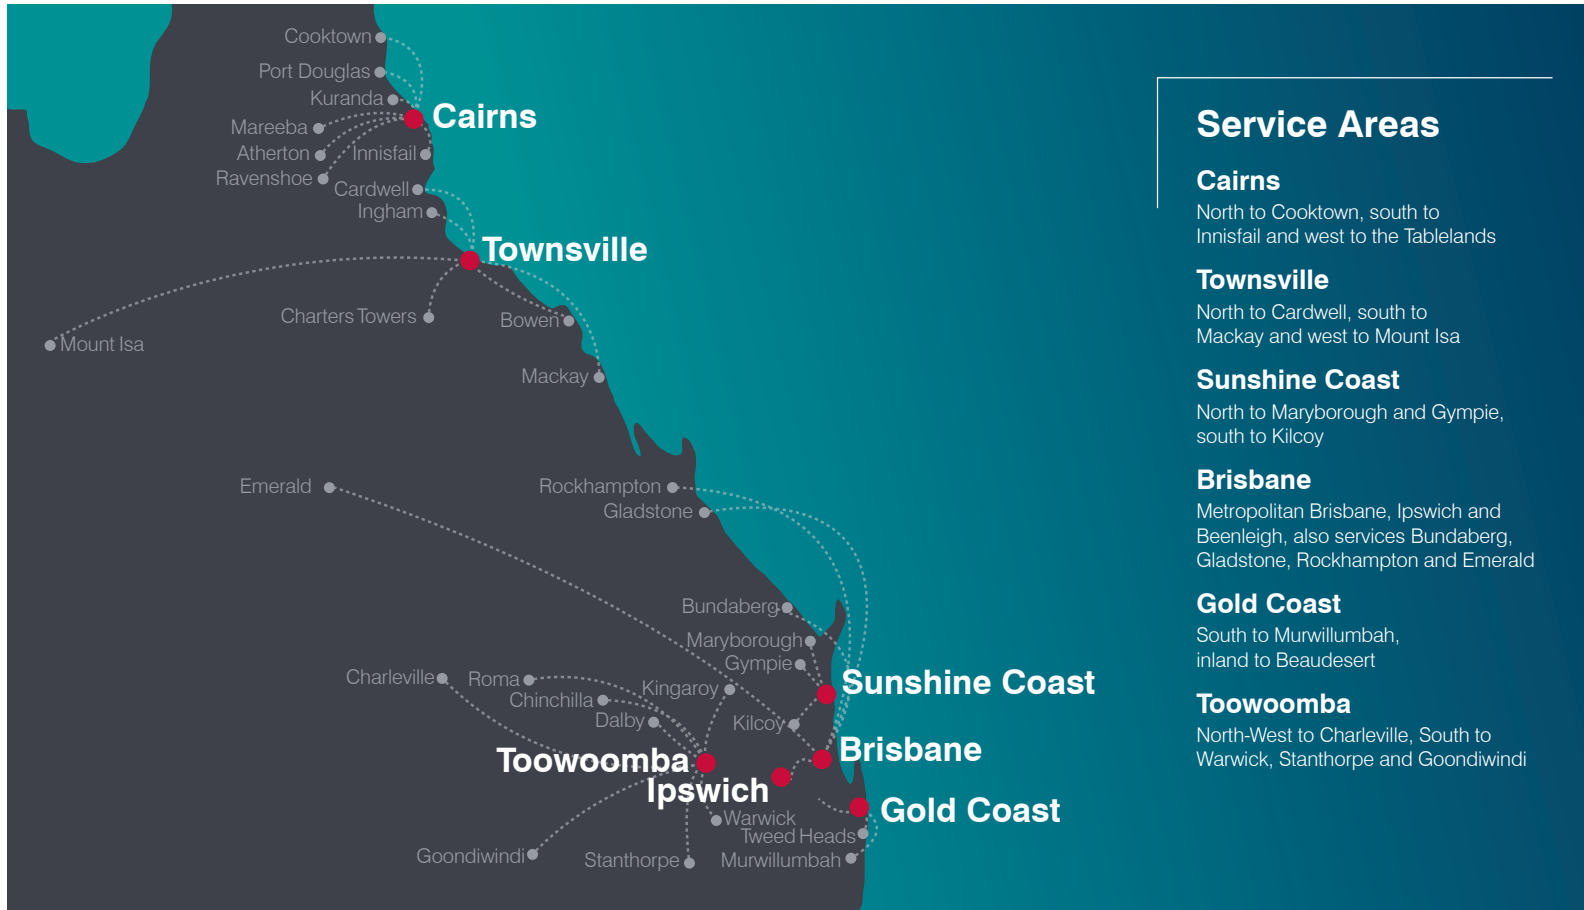 Cooktown
Port Douglas
Kuranda
Cairns
Mareeba
Atherton
Innisfail
Ravenshoe
Cardwell
Ingham
Townsville
Charters Towers
Bowen
Mount Isa
Mackay
Emerald
Rockhampton
Gladstone
Bundaberg
Maryborough
Gympie
Charleville
Roma
Kingaroy
Sunshine Coast
Chinchilla
Dalby
Kilcoy
Brisbane
Toowoomba
Ipswich
Gold Coast
Warwick
Tweed Heads
Goondiwindi
Stanthorpe
Murwillumbah
Service Areas
Cairns
North to Cooktown, south to
Innisfail and west to the Tablelands
Townsville
North to Cardwell, south to
Mackay and west to Mount Isa
Sunshine Coast
North to Maryborough and Gympie,
south to Kilcoy
Brisbane
Metropolitan Brisbane, Ipswich and
Beenleigh, also services Bundaberg,
Gladstone, Rockhampton and Emerald
Gold Coast
South to Murwillumbah,
inland to Beaudesert
Toowoomba
North-West to Charleville, South to
Warwick, Stanthorpe and Goondiwindi